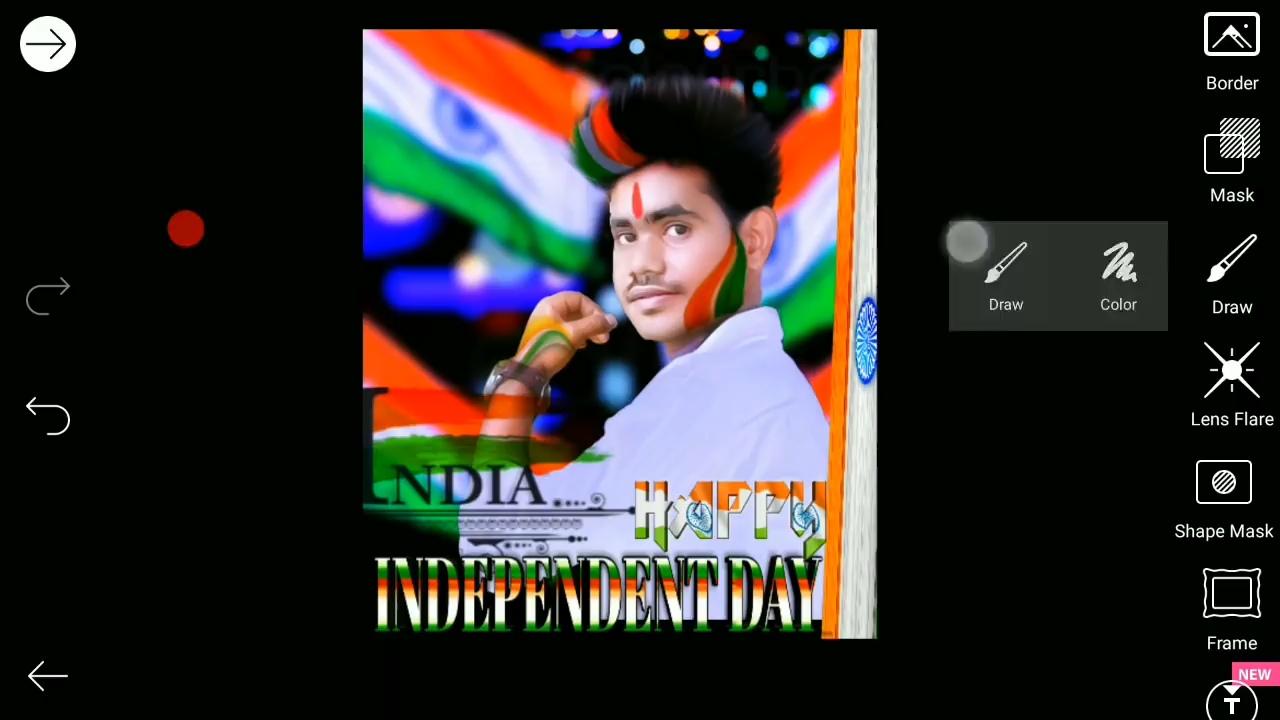 Border
Mask
Draw
Color
Draw
Lens Flare
INDIA
HAPPY
Shape Mask
INDEPENDENT DAY
Frame
NEW
T